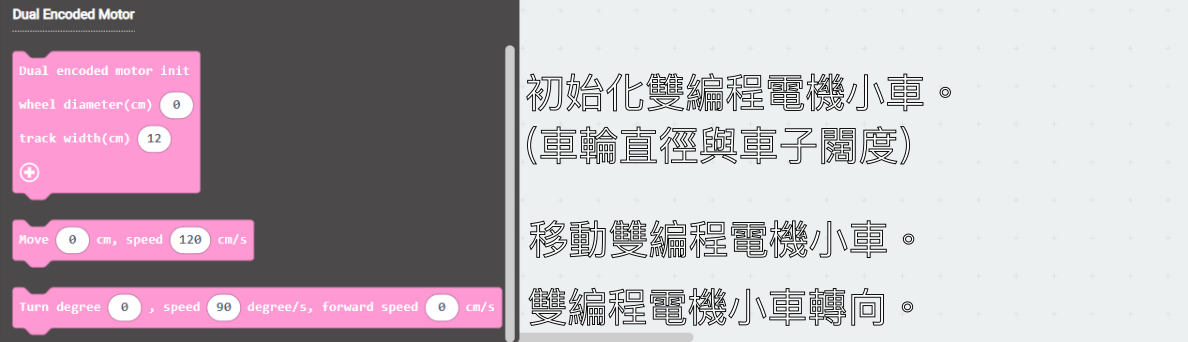 Dual Encoded Motor
Dual encoded motor init
wheel diameter(cm) 0
track width(cm) 12
初始化雙編程電機小車。
(車輪直徑與車子闊度)
Move 0 cm, speed 120 cm/s
移動雙編程電機小車。
Turn degree 0 , speed 90 degree/s, forward speed 0 cm/s
雙編程電機小車轉向。